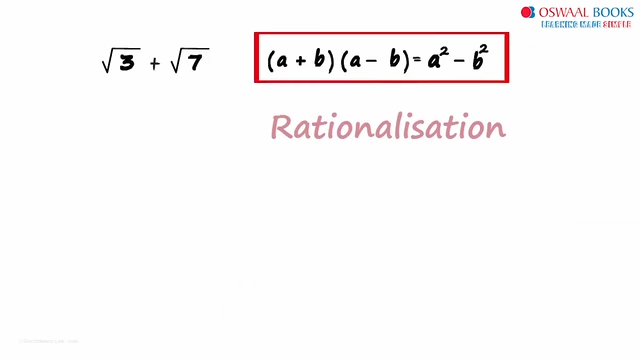 OSWAAL BOOKS
LEARNING MADE SIMPLE
√3 + √7
(a + b) (a − b) = a² − b²
Rationalisation